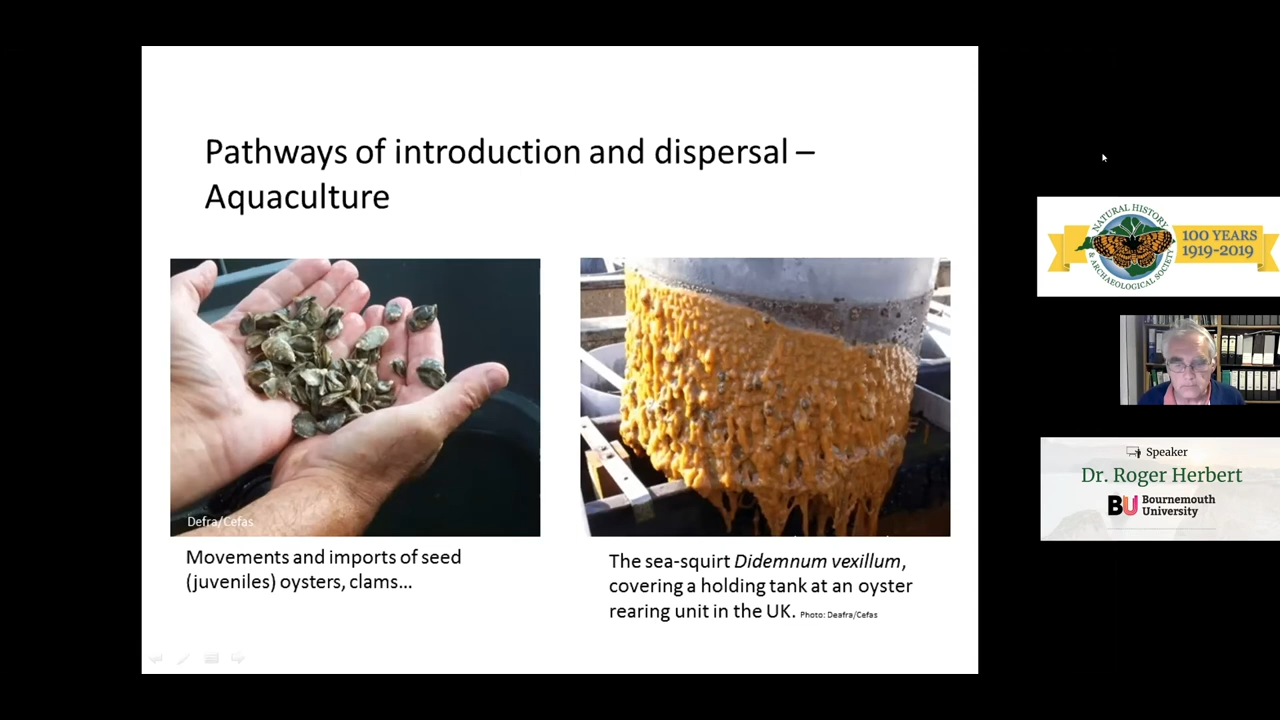 Pathways of introduction and dispersal –
Aquaculture
Defra/Cefas
Movements and imports of seed
(juveniles) oysters, clams...
The sea-squirt Didemnum vexillum,
covering a holding tank at an oyster
rearing unit in the UK. Photo: Deafra/Cefas
NATURAL HISTORY
& ARCHAEOLOGICAL SOCIETY
100 YEARS
1919-2019
Speaker
Dr. Roger Herbert
BU Bournemouth
University